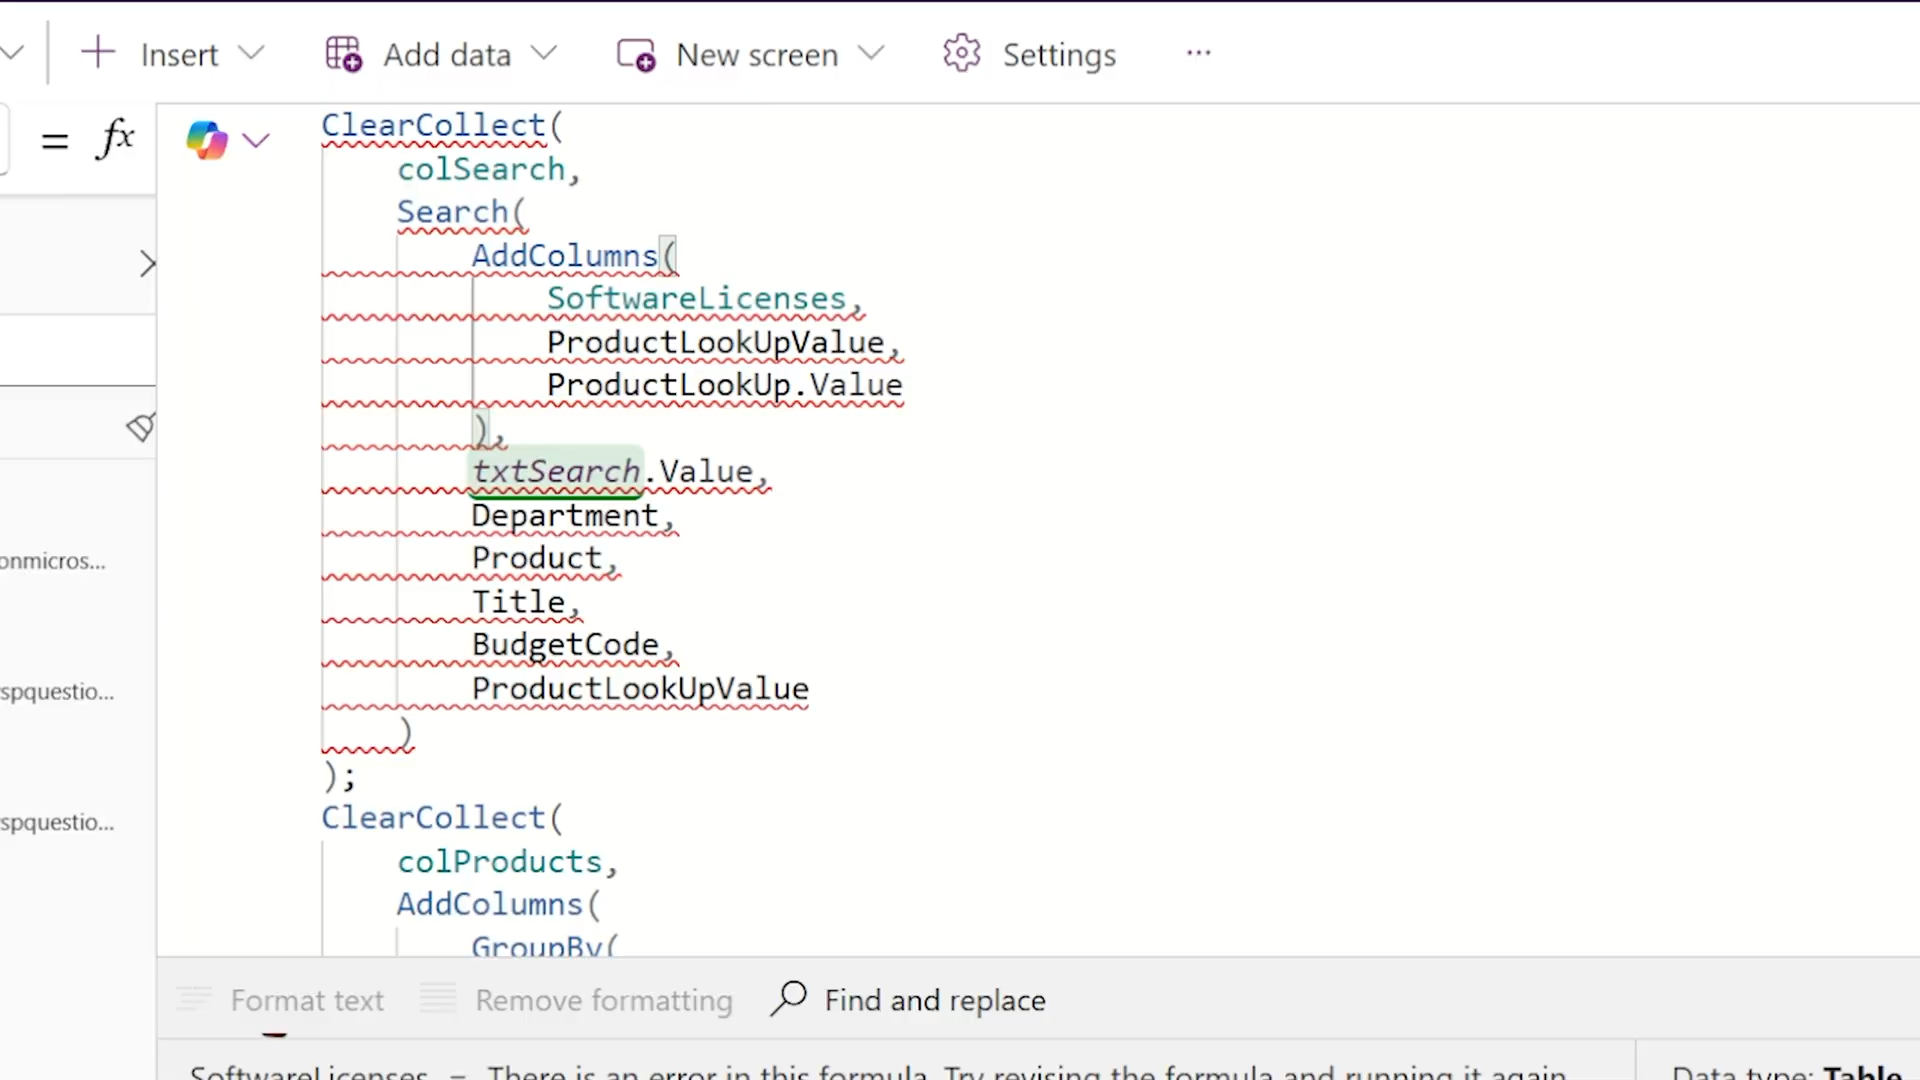 Insert Add data New screen Settings ...
= fx
ClearCollect(
colSearch,
Search(
AddColumns(
SoftwareLicenses,
ProductLookUpValue,
ProductLookUp.Value
),
txtSearch.Value,
Department,
Product,
Title,
BudgetCode,
ProductLookUpValue
)
);
ClearCollect(
colProducts,
AddColumns(
GroupBy(
onmicros...
spquestio...
spquestio...
Format text Remove formatting Find and replace
SoftwareLicenses = There is an error in this formula. Try revising the formula and running it again. Data type: Table